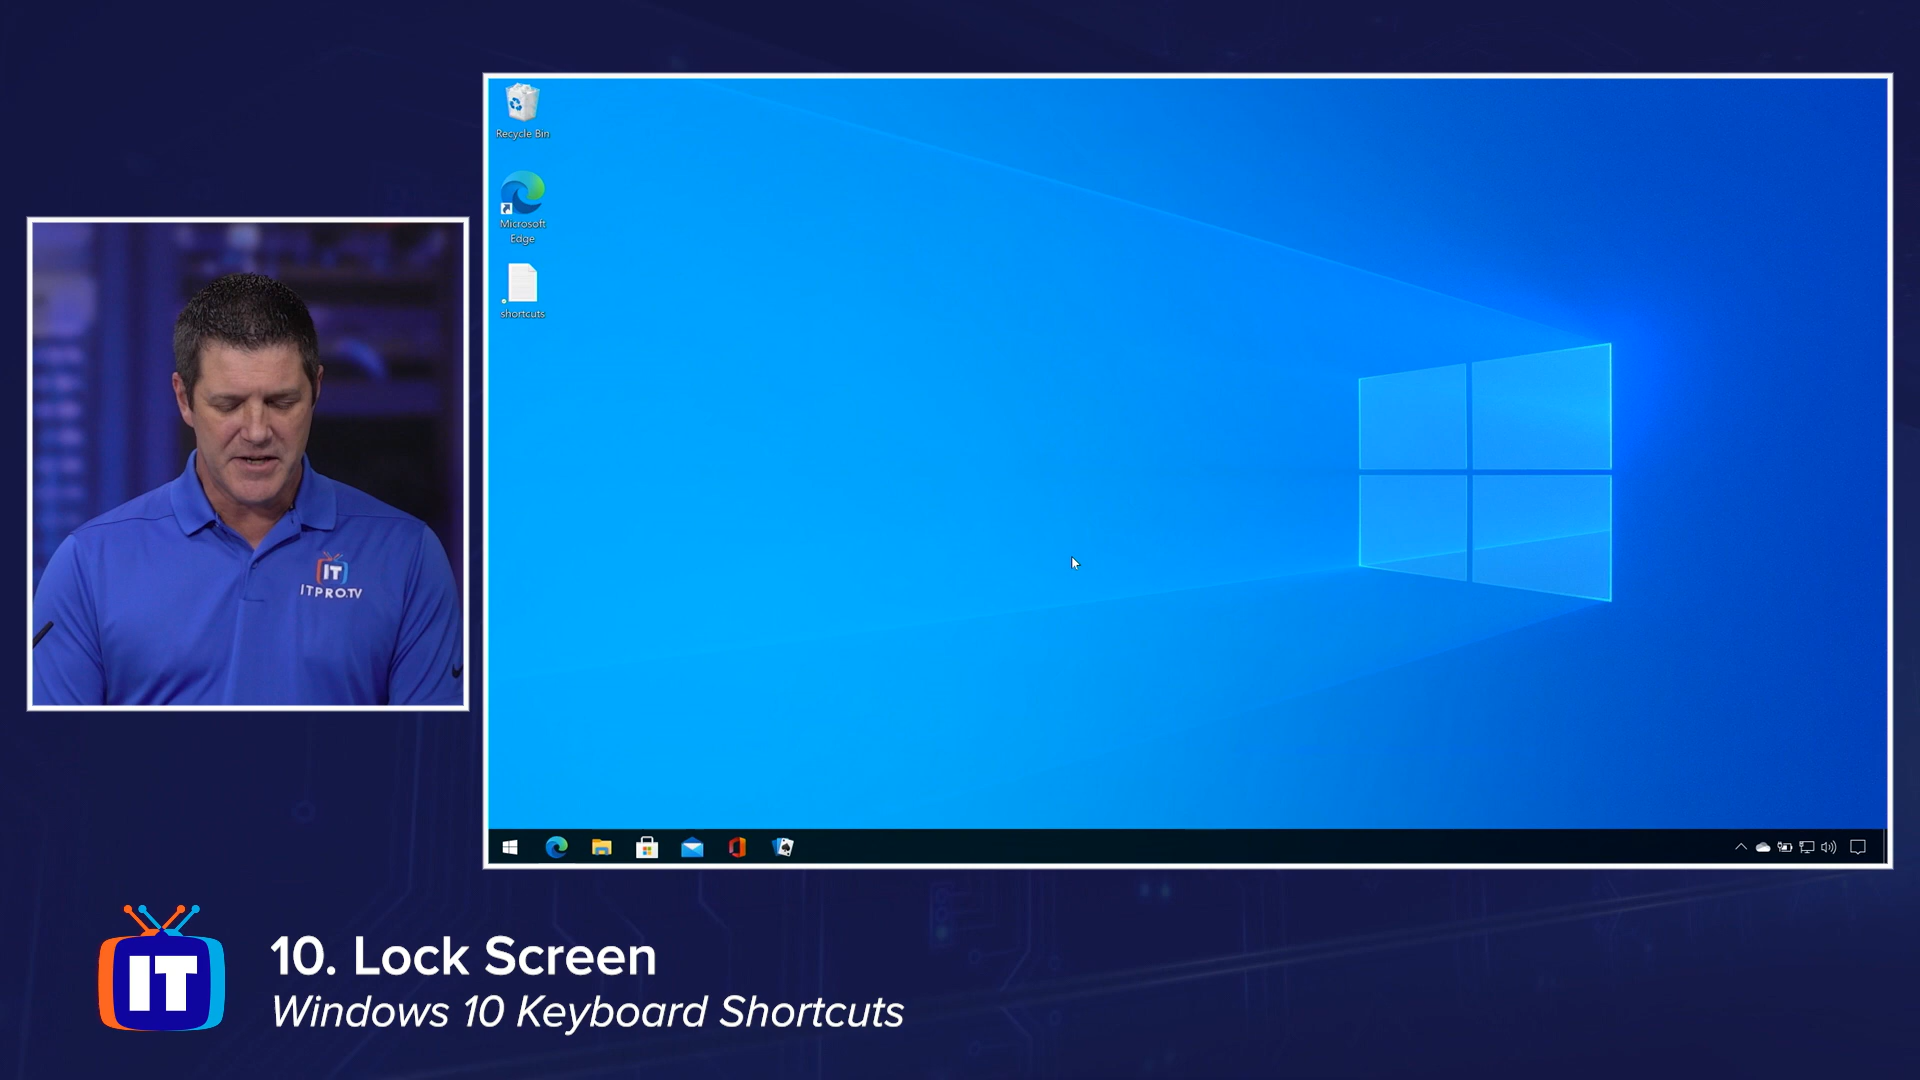 Recycle Bin
Microsoft
Edge
shortcuts
IT
ITPRO.TV
IT
10. Lock Screen
Windows 10 Keyboard Shortcuts